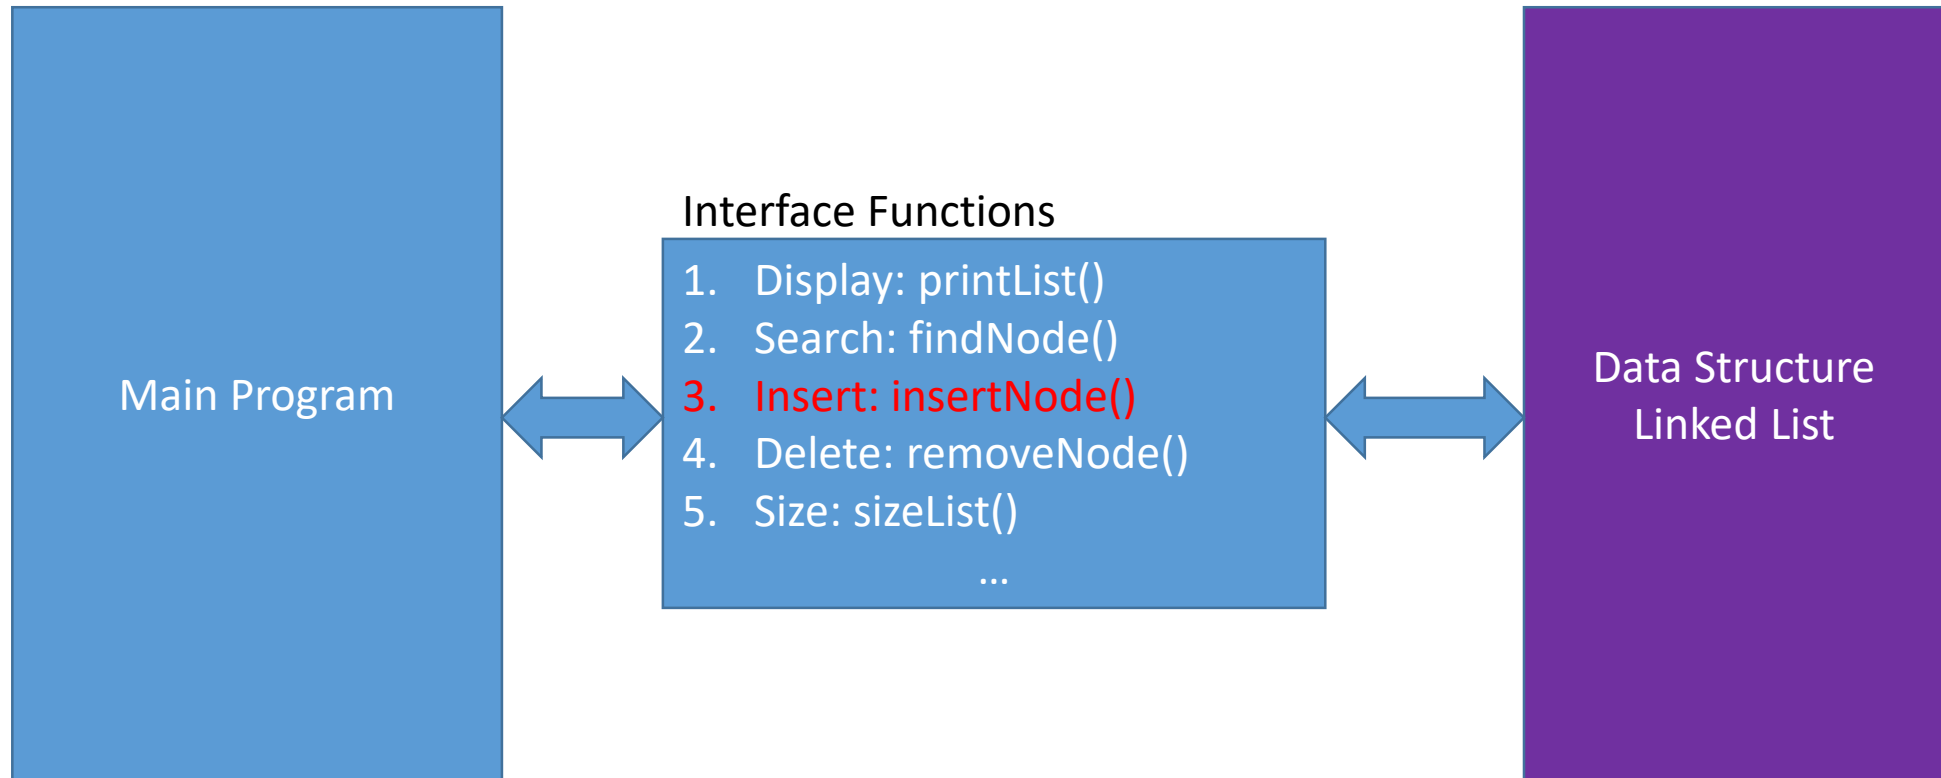 Main Program
Interface Functions
1. Display: printList()
2. Search: findNode()
3. Insert: insertNode()
4. Delete: removeNode()
5. Size: sizeList()
...
Data Structure
Linked List